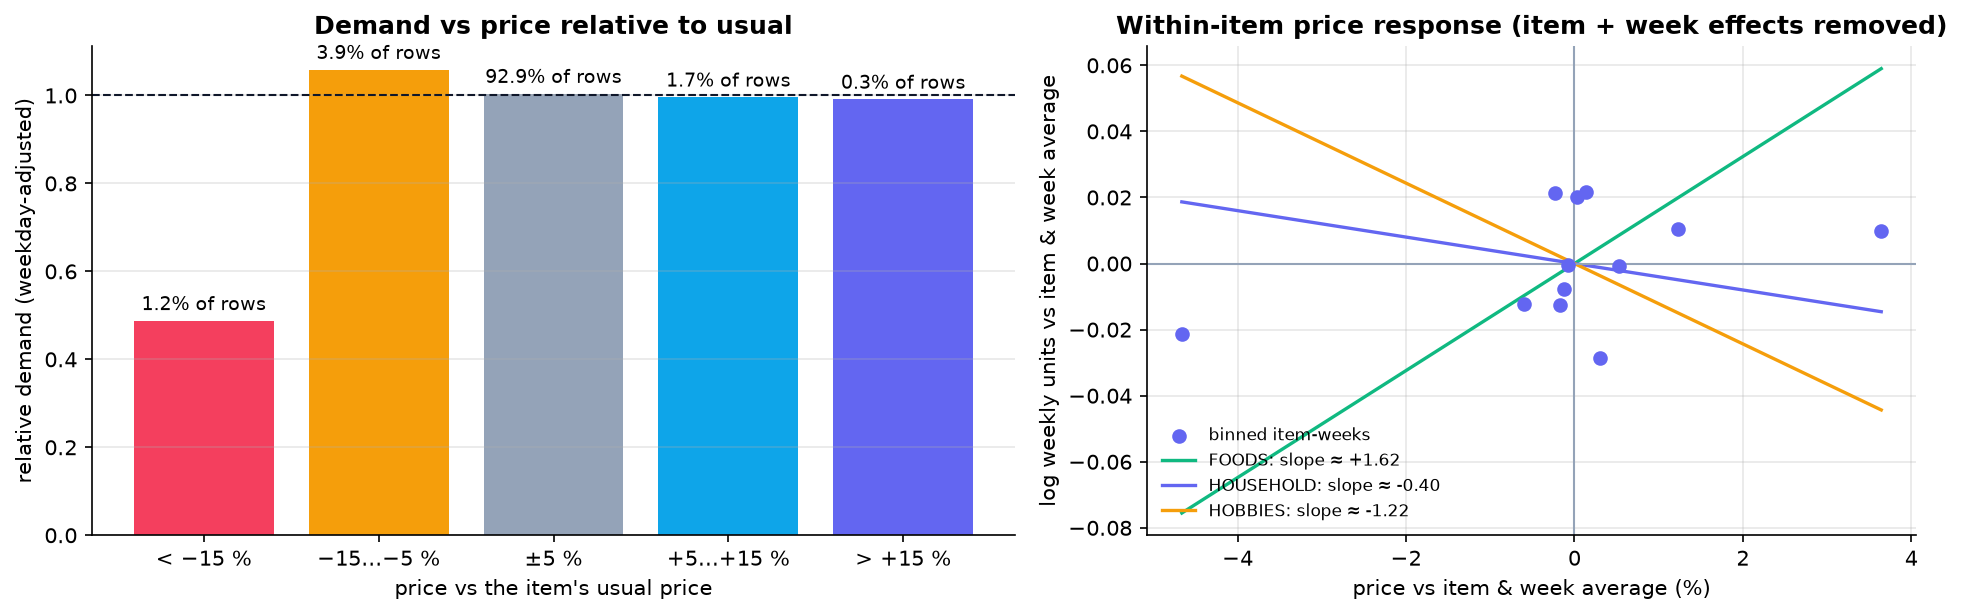 Demand vs price relative to usual
relative demand (weekday-adjusted)
1.0
0.8
0.6
0.4
0.2
0.0
1.2% of rows
3.9% of rows
92.9% of rows
1.7% of rows
0.3% of rows
< −15 %
−15…−5 %
±5 %
+5…+15 %
> +15 %
price vs the item's usual price
Within-item price response (item + week effects removed)
log weekly units vs item & week average
0.06
0.04
0.02
0.00
−0.02
−0.04
−0.06
−0.08
binned item-weeks
FOODS: slope ≈ +1.62
HOUSEHOLD: slope ≈ -0.40
HOBBIES: slope ≈ -1.22
−4
−2
0
2
4
price vs item & week average (%)